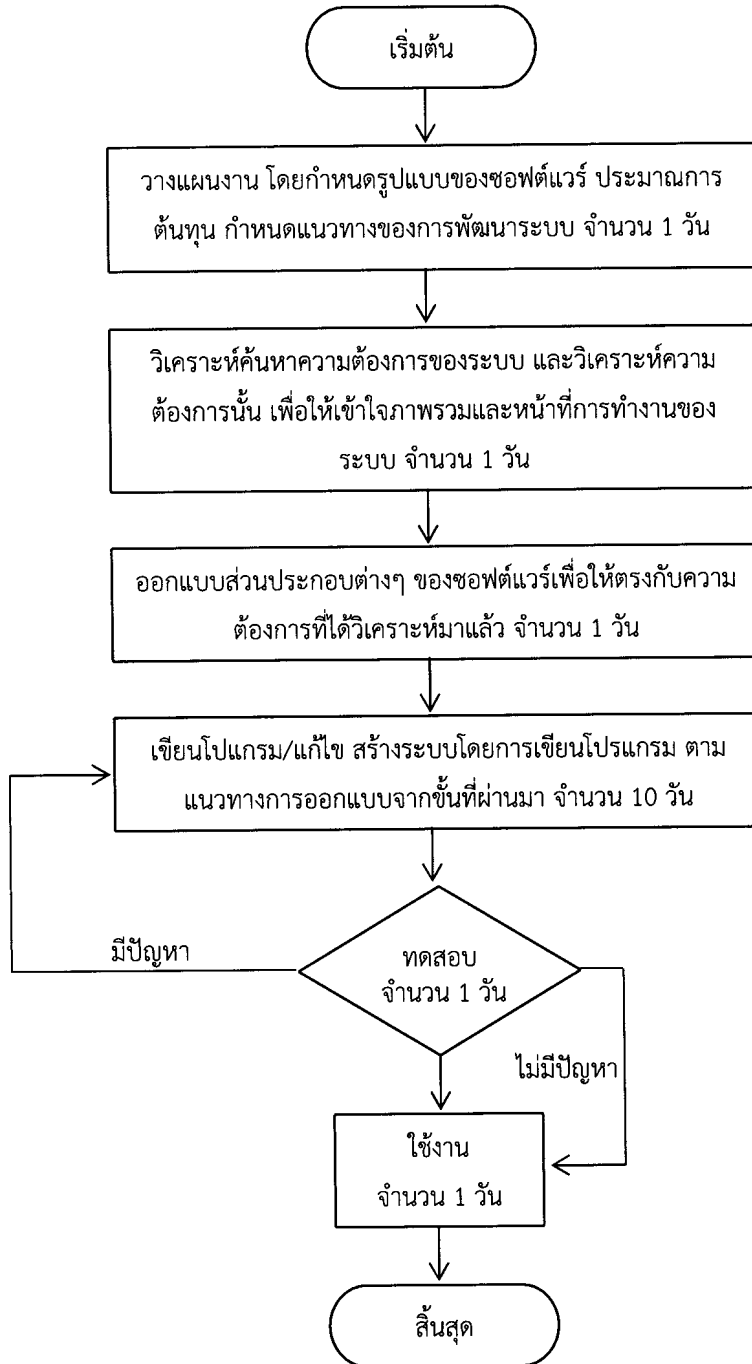 เริ่มต้น
วางแผนงาน โดยกำหนดรูปแบบของซอฟต์แวร์ ประมาณการ
ต้นทุน กำหนดแนวทางของการพัฒนาระบบ จำนวน 1 วัน
วิเคราะห์ค้นหาความต้องการของระบบ และวิเคราะห์ความ
ต้องการนั้น เพื่อให้เข้าใจภาพรวมและหน้าที่การทำงานของ
ระบบ จำนวน 1 วัน
ออกแบบส่วนประกอบต่างๆ ของซอฟต์แวร์เพื่อให้ตรงกับความ
ต้องการที่ได้วิเคราะห์มาแล้ว จำนวน 1 วัน
เขียนโปแกรม/แก้ไข สร้างระบบโดยการเขียนโปรแกรม ตาม
แนวทางการออกแบบจากขั้นที่ผ่านมา จำนวน 10 วัน
มีปัญหา
ทดสอบ
จำนวน 1 วัน
ไม่มีปัญหา
ใช้งาน
จำนวน 1 วัน
สิ้นสุด